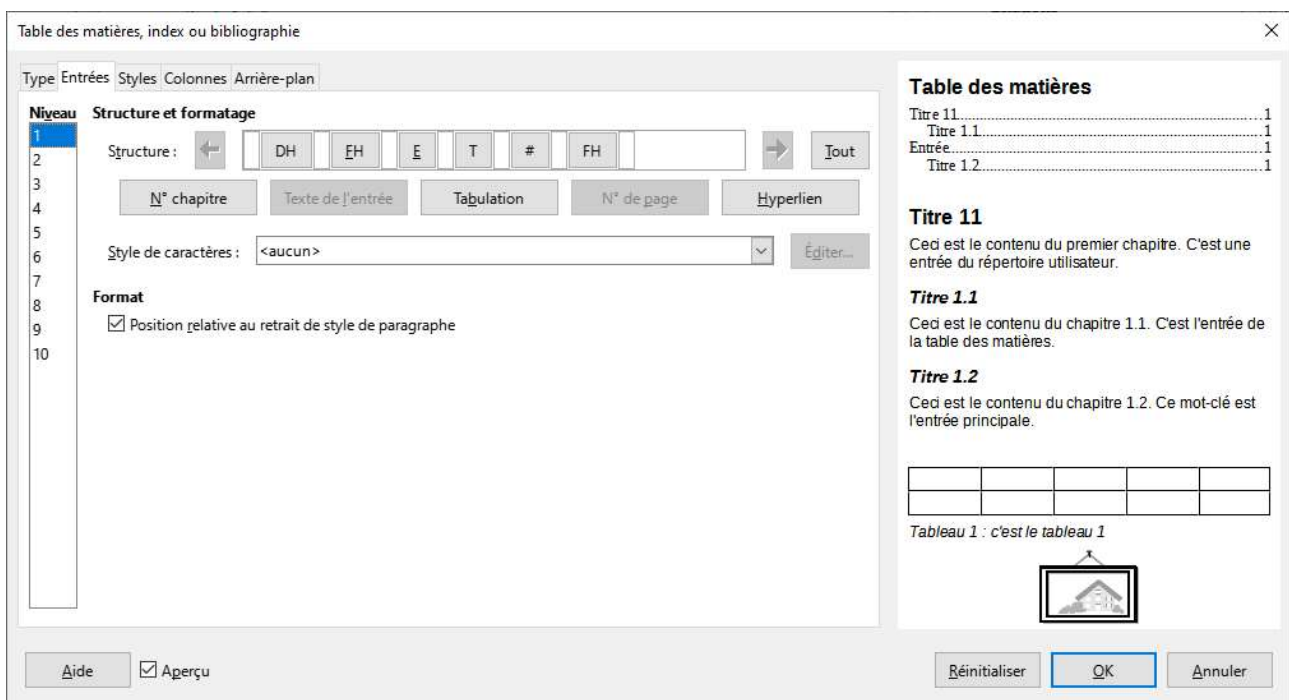 Table des matières, index ou bibliographie
Type Entrées Styles Colonnes Arrière-plan
Niveau Structure et formatage
1
2
3
4
5
6
7
8
9
10
Structure : DH FH E T # FH Tout
N° chapitre Texte de l'entrée Tabulation N° de page Hyperlien
Style de caractères : <aucun> Éditer...
Format
Position relative au retrait de style de paragraphe
Table des matières
Titre 11....................1
Titre 1.1....................1
Entrée....................1
Titre 1.2....................1
Titre 11
Ceci est le contenu du premier chapitre. C'est une
entrée du répertoire utilisateur.
Titre 1.1
Ceci est le contenu du chapitre 1.1. C'est l'entrée de
la table des matières.
Titre 1.2
Ceci est le contenu du chapitre 1.2. Ce mot-clé est
l'entrée principale.
Tableau 1 : c'est le tableau 1
Aide Aperçu Réinitialiser OK Annuler